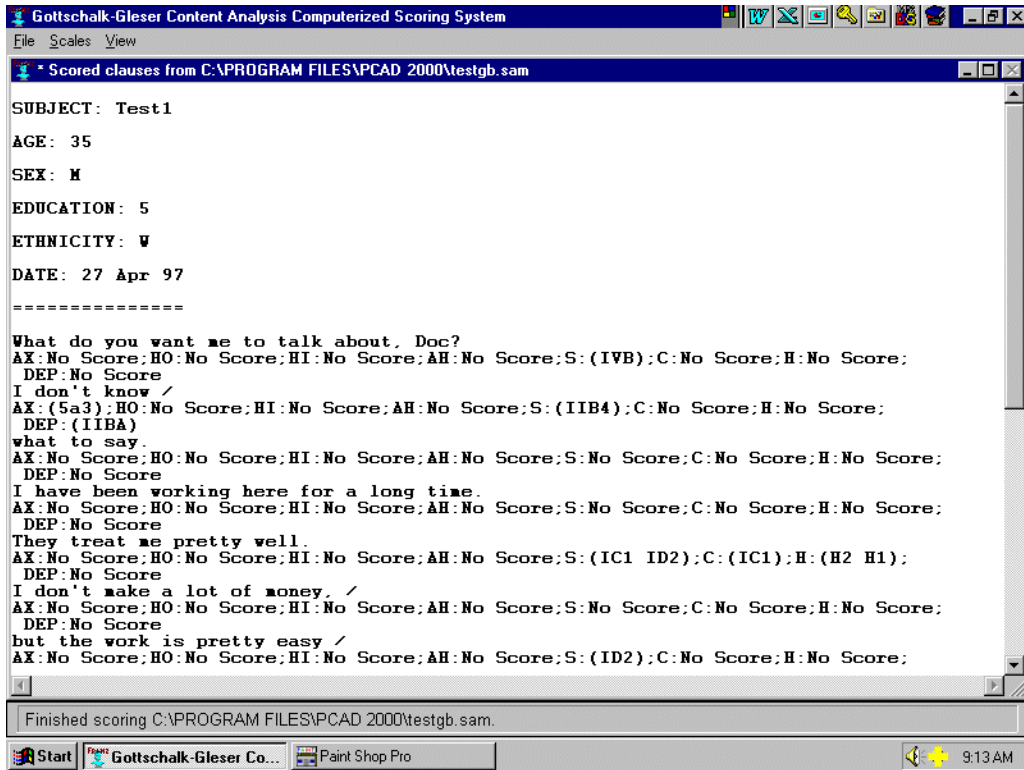 Gottschalk-Gleser Content Analysis Computerized Scoring System
File Scales View
* Scored clauses from C:\PROGRAM FILES\PCAD 2000\testgb.sam
SUBJECT: Test1
AGE: 35
SEX: M
EDUCATION: 5
ETHNICITY: W
DATE: 27 Apr 97
===============
What do you want me to talk about, Doc?
AX:No Score;HO:No Score;HI:No Score;AH:No Score;S:(IVB);C:No Score;H:No Score;
DEP:No Score
I don't know /
AX:(5a3);HO:No Score;HI:No Score;AH:No Score;S:(IIB4);C:No Score;H:No Score;
DEP:(IIBA)
what to say.
AX:No Score;HO:No Score;HI:No Score;AH:No Score;S:No Score;C:No Score;H:No Score;
DEP:No Score
I have been working here for a long time.
AX:No Score;HO:No Score;HI:No Score;AH:No Score;S:No Score;C:No Score;H:No Score;
DEP:No Score
They treat me pretty well.
AX:No Score;HO:No Score;HI:No Score;AH:No Score;S:(IC1 ID2);C:(IC1);H:(H2 H1);
DEP:No Score
I don't make a lot of money, /
AX:No Score;HO:No Score;HI:No Score;AH:No Score;S:No Score;C:No Score;H:No Score;
DEP:No Score
but the work is pretty easy /
AX:No Score;HO:No Score;HI:No Score;AH:No Score;S:(ID2);C:No Score;H:No Score;
Finished scoring C:\PROGRAM FILES\PCAD 2000\testgb.sam.
Start Gottschalk-Gleser Co... Paint Shop Pro 9:13 AM